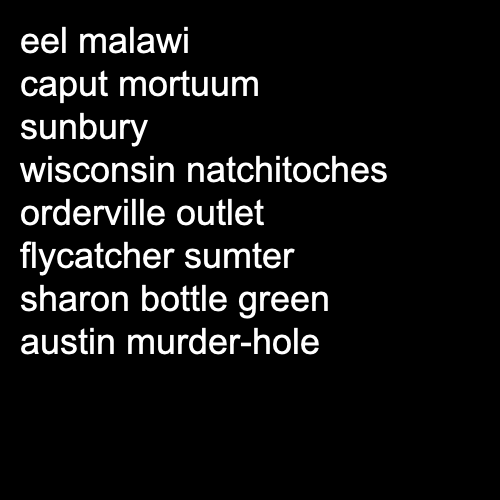 eel malawi
caput mortuum
sunbury
wisconsin natchitoches
orderville outlet
flycatcher sumter
sharon bottle green
austin murder-hole